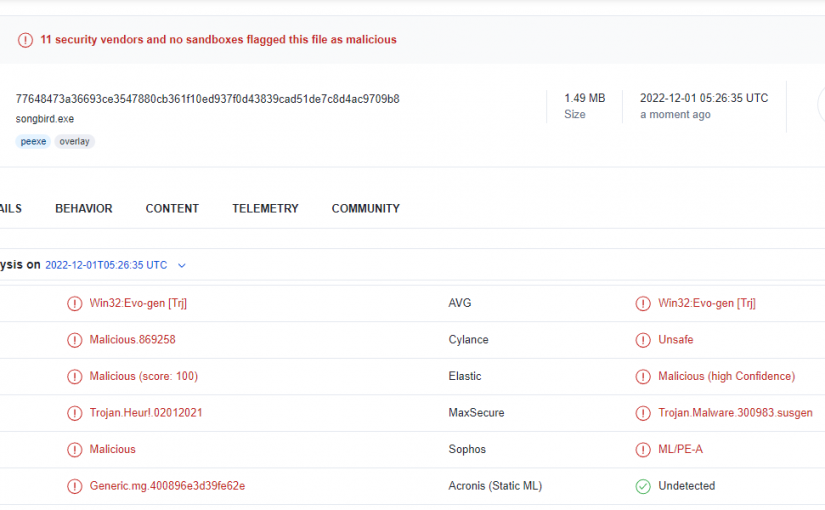 11 security vendors and no sandboxes flagged this file as malicious
77648473a36693ce3547880cb361f10ed937f0d43839cad51de7c8d4ac9709b8
songbird.exe
peexe overlay
1.49 MB
Size
2022-12-01 05:26:35 UTC
a moment ago
AILS BEHAVIOR CONTENT TELEMETRY COMMUNITY
ysis on 2022-12-01T05:26:35 UTC
Win32:Evo-gen [Trj] AVG Win32:Evo-gen [Trj]
Malicious.869258 Cylance Unsafe
Malicious (score: 100) Elastic Malicious (high Confidence)
Trojan.Heur!.02012021 MaxSecure Trojan.Malware.300983.susgen
Malicious Sophos ML/PE-A
Generic.mg.400896e3d39fe62e Acronis (Static ML) Undetected